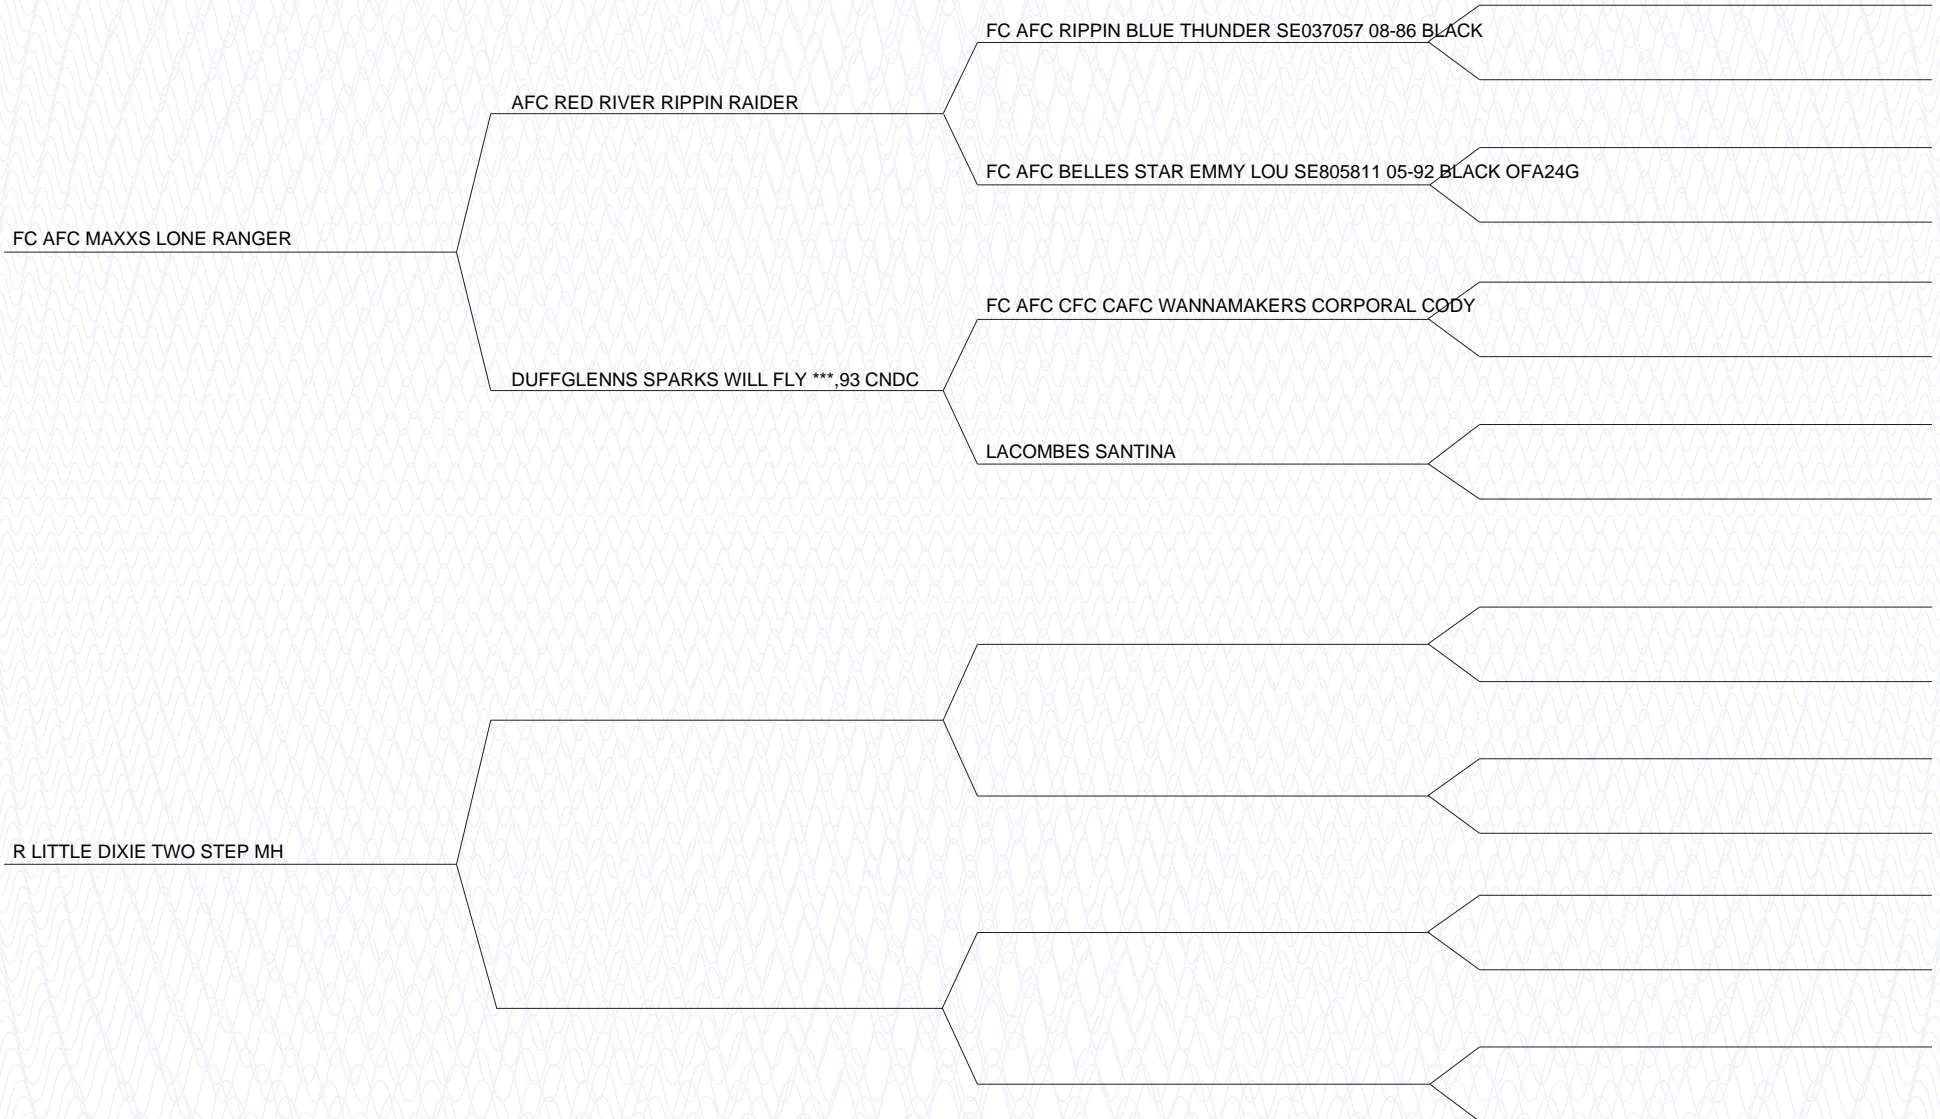 FC AFC RIPPIN BLUE THUNDER SE037057 08-86 BLACK
AFC RED RIVER RIPPIN RAIDER
FC AFC BELLES STAR EMMY LOU SE805811 05-92 BLACK OFA24G
FC AFC MAXXS LONE RANGER
FC AFC CFC CAFC WANNAMAKERS CORPORAL CODY
DUFFGLENNS SPARKS WILL FLY ***,93 CNDC
LACOMBES SANTINA
R LITTLE DIXIE TWO STEP MH